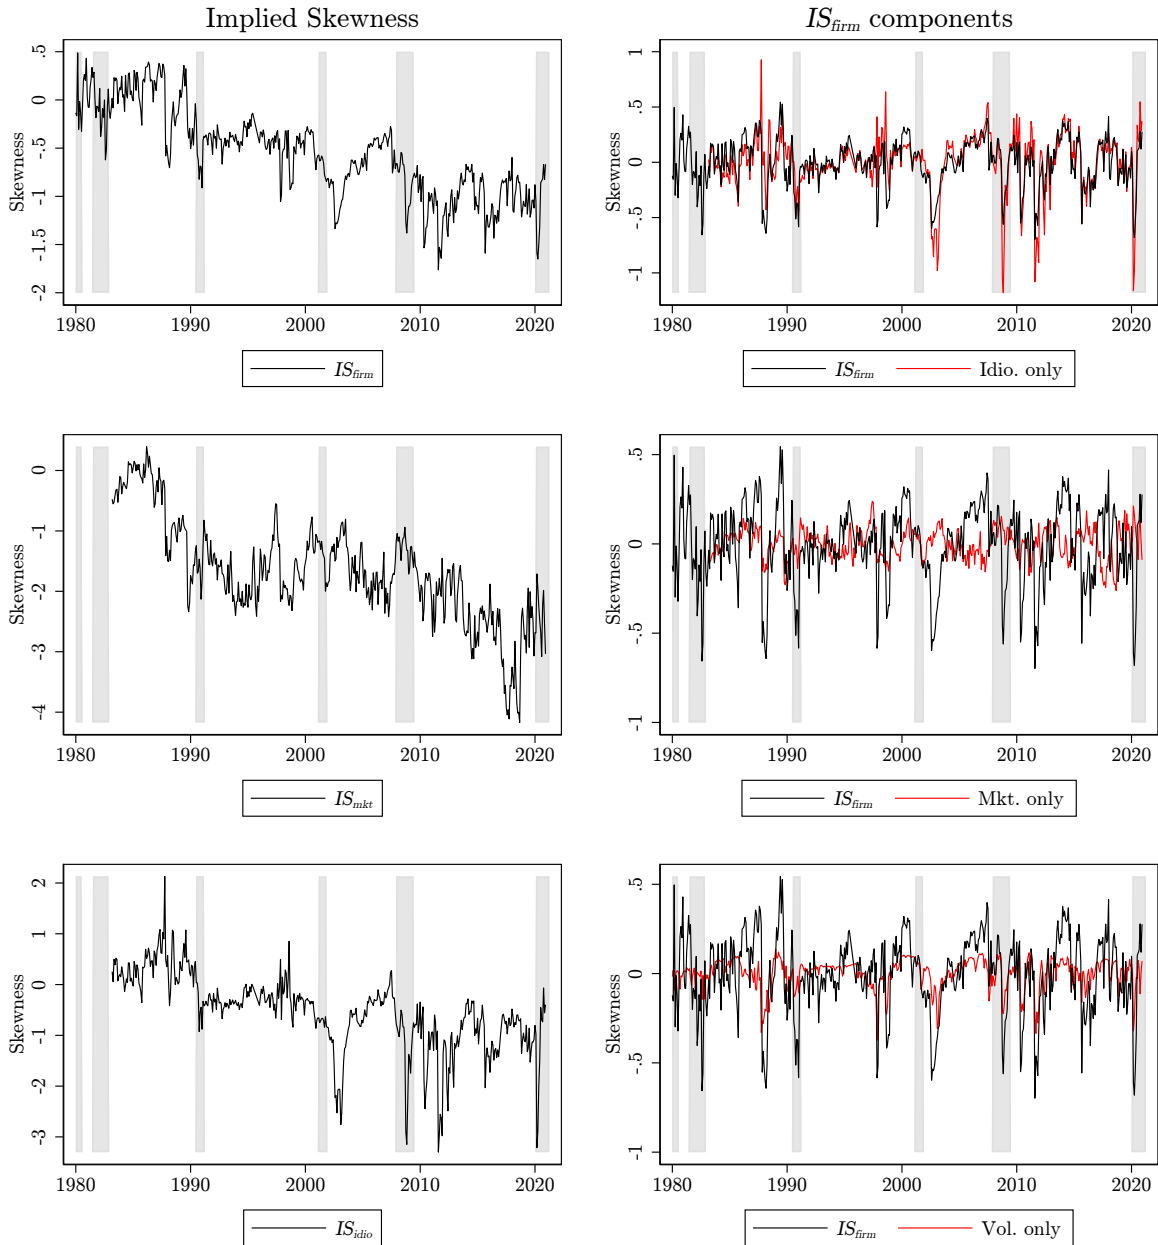 Implied Skewness
IS_firm components
Skewness
.5
0
-.5
-1
-1.5
-2
1980 1990 2000 2010 2020
IS_firm
Skewness
1
.5
0
-.5
-1
1980 1990 2000 2010 2020
IS_firm Idio. only
Skewness
0
-1
-2
-3
-4
1980 1990 2000 2010 2020
IS_mkt
Skewness
.5
0
-.5
-1
1980 1990 2000 2010 2020
IS_firm Mkt. only
Skewness
2
1
0
-1
-2
-3
1980 1990 2000 2010 2020
IS_idio
Skewness
.5
0
-.5
-1
1980 1990 2000 2010 2020
IS_firm Vol. only